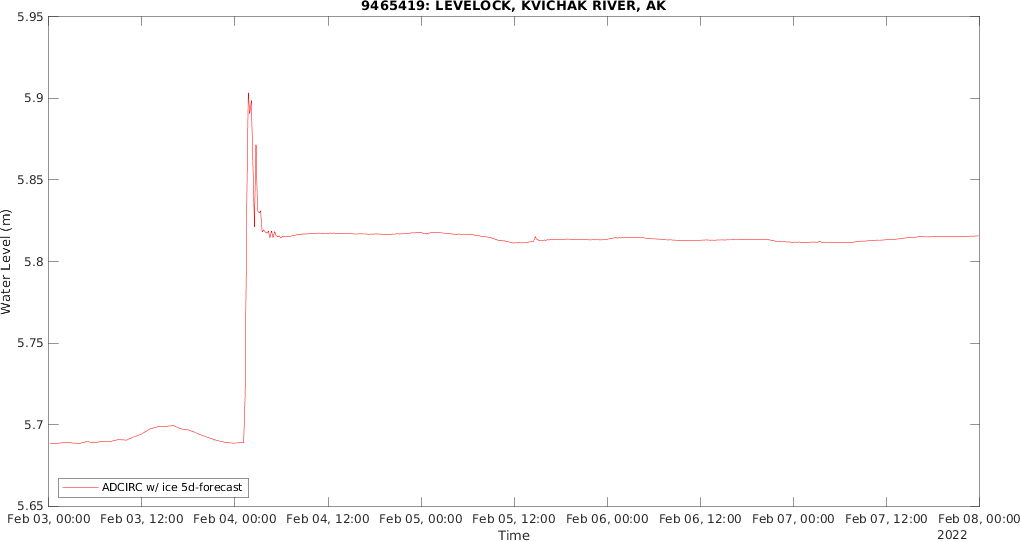 9465419: LEVELOCK, KVICHAK RIVER, AK
5.95
5.9
5.85
5.8
5.75
5.7
5.65
Water Level (m)
ADCIRC w/ ice 5d-forecast
Feb 03, 00:00 Feb 03, 12:00 Feb 04, 00:00 Feb 04, 12:00 Feb 05, 00:00 Feb 05, 12:00 Feb 06, 00:00 Feb 06, 12:00 Feb 07, 00:00 Feb 07, 12:00 Feb 08, 00:00
Time
2022